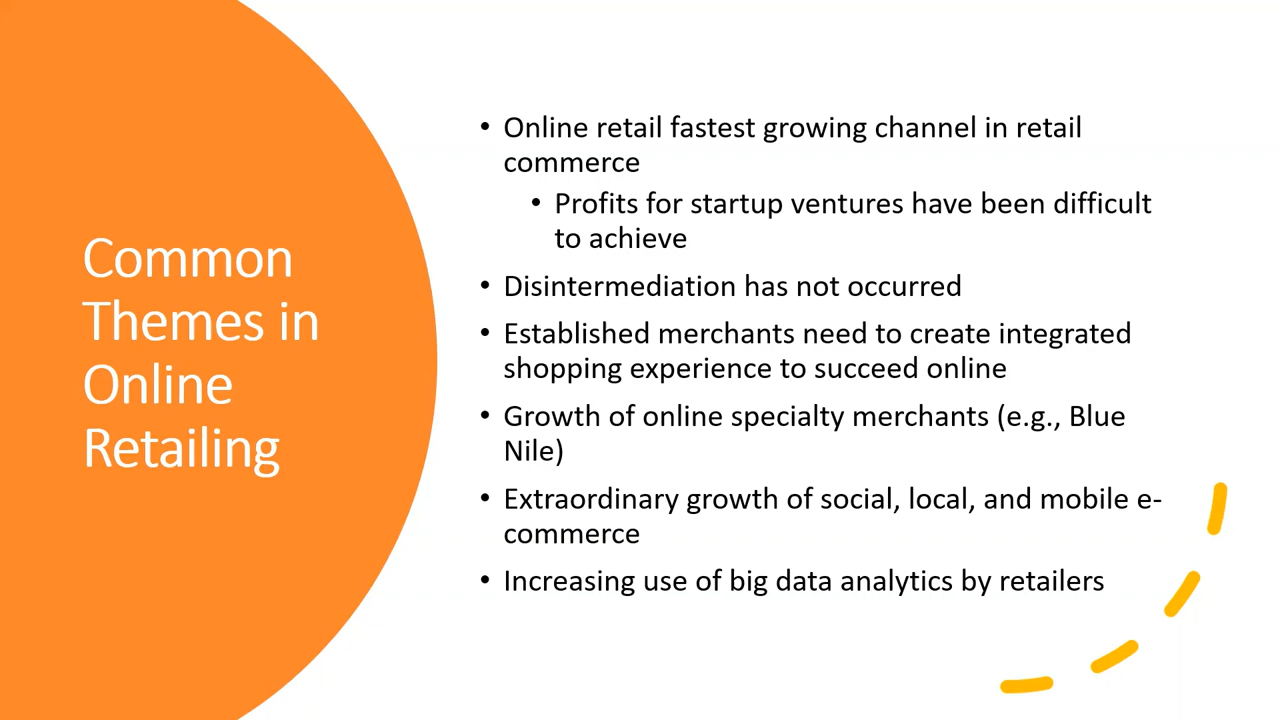 Common
Themes in
Online
Retailing
• Online retail fastest growing channel in retail
commerce
• Profits for startup ventures have been difficult
to achieve
• Disintermediation has not occurred
• Established merchants need to create integrated
shopping experience to succeed online
• Growth of online specialty merchants (e.g., Blue
Nile)
• Extraordinary growth of social, local, and mobile e-
commerce
• Increasing use of big data analytics by retailers